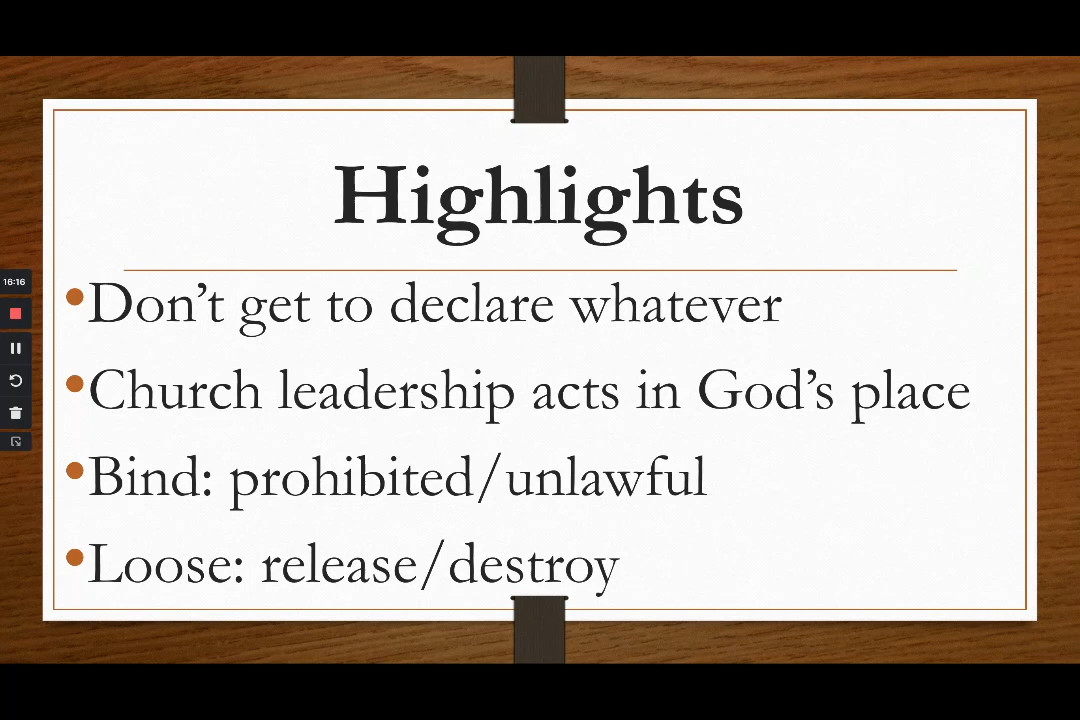 Highlights
•Don’t get to declare whatever
•Church leadership acts in God’s place
•Bind: prohibited/unlawful
•Loose: release/destroy
16:16